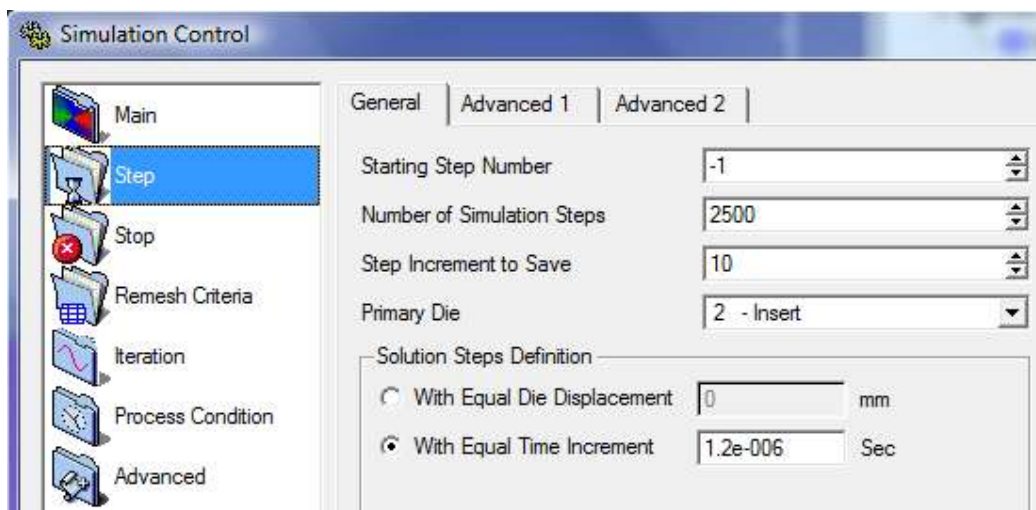 Simulation Control
Main
Step
Stop
Remesh Criteria
Iteration
Process Condition
Advanced
General Advanced 1 Advanced 2
Starting Step Number -1
Number of Simulation Steps 2500
Step Increment to Save 10
Primary Die 2 - Insert
Solution Steps Definition
With Equal Die Displacement 0 mm
With Equal Time Increment 1.2e-006 Sec